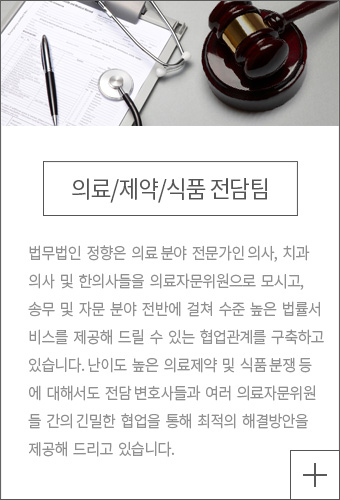 의료/제약/식품 전담팀
법무법인 정향은 의료 분야 전문가인 의사, 치과
의사 및 한의사들을 의료자문위원으로 모시고,
송무 및 자문 분야 전반에 걸쳐 수준 높은 법률서
비스를 제공해 드릴 수 있는 협업관계를 구축하고
있습니다. 난이도 높은 의료제약 및 식품 분쟁 등
에 대해서도 전담 변호사들과 여러 의료자문위원
들 간의 긴밀한 협업을 통해 최적의 해결방안을
제공해 드리고 있습니다.